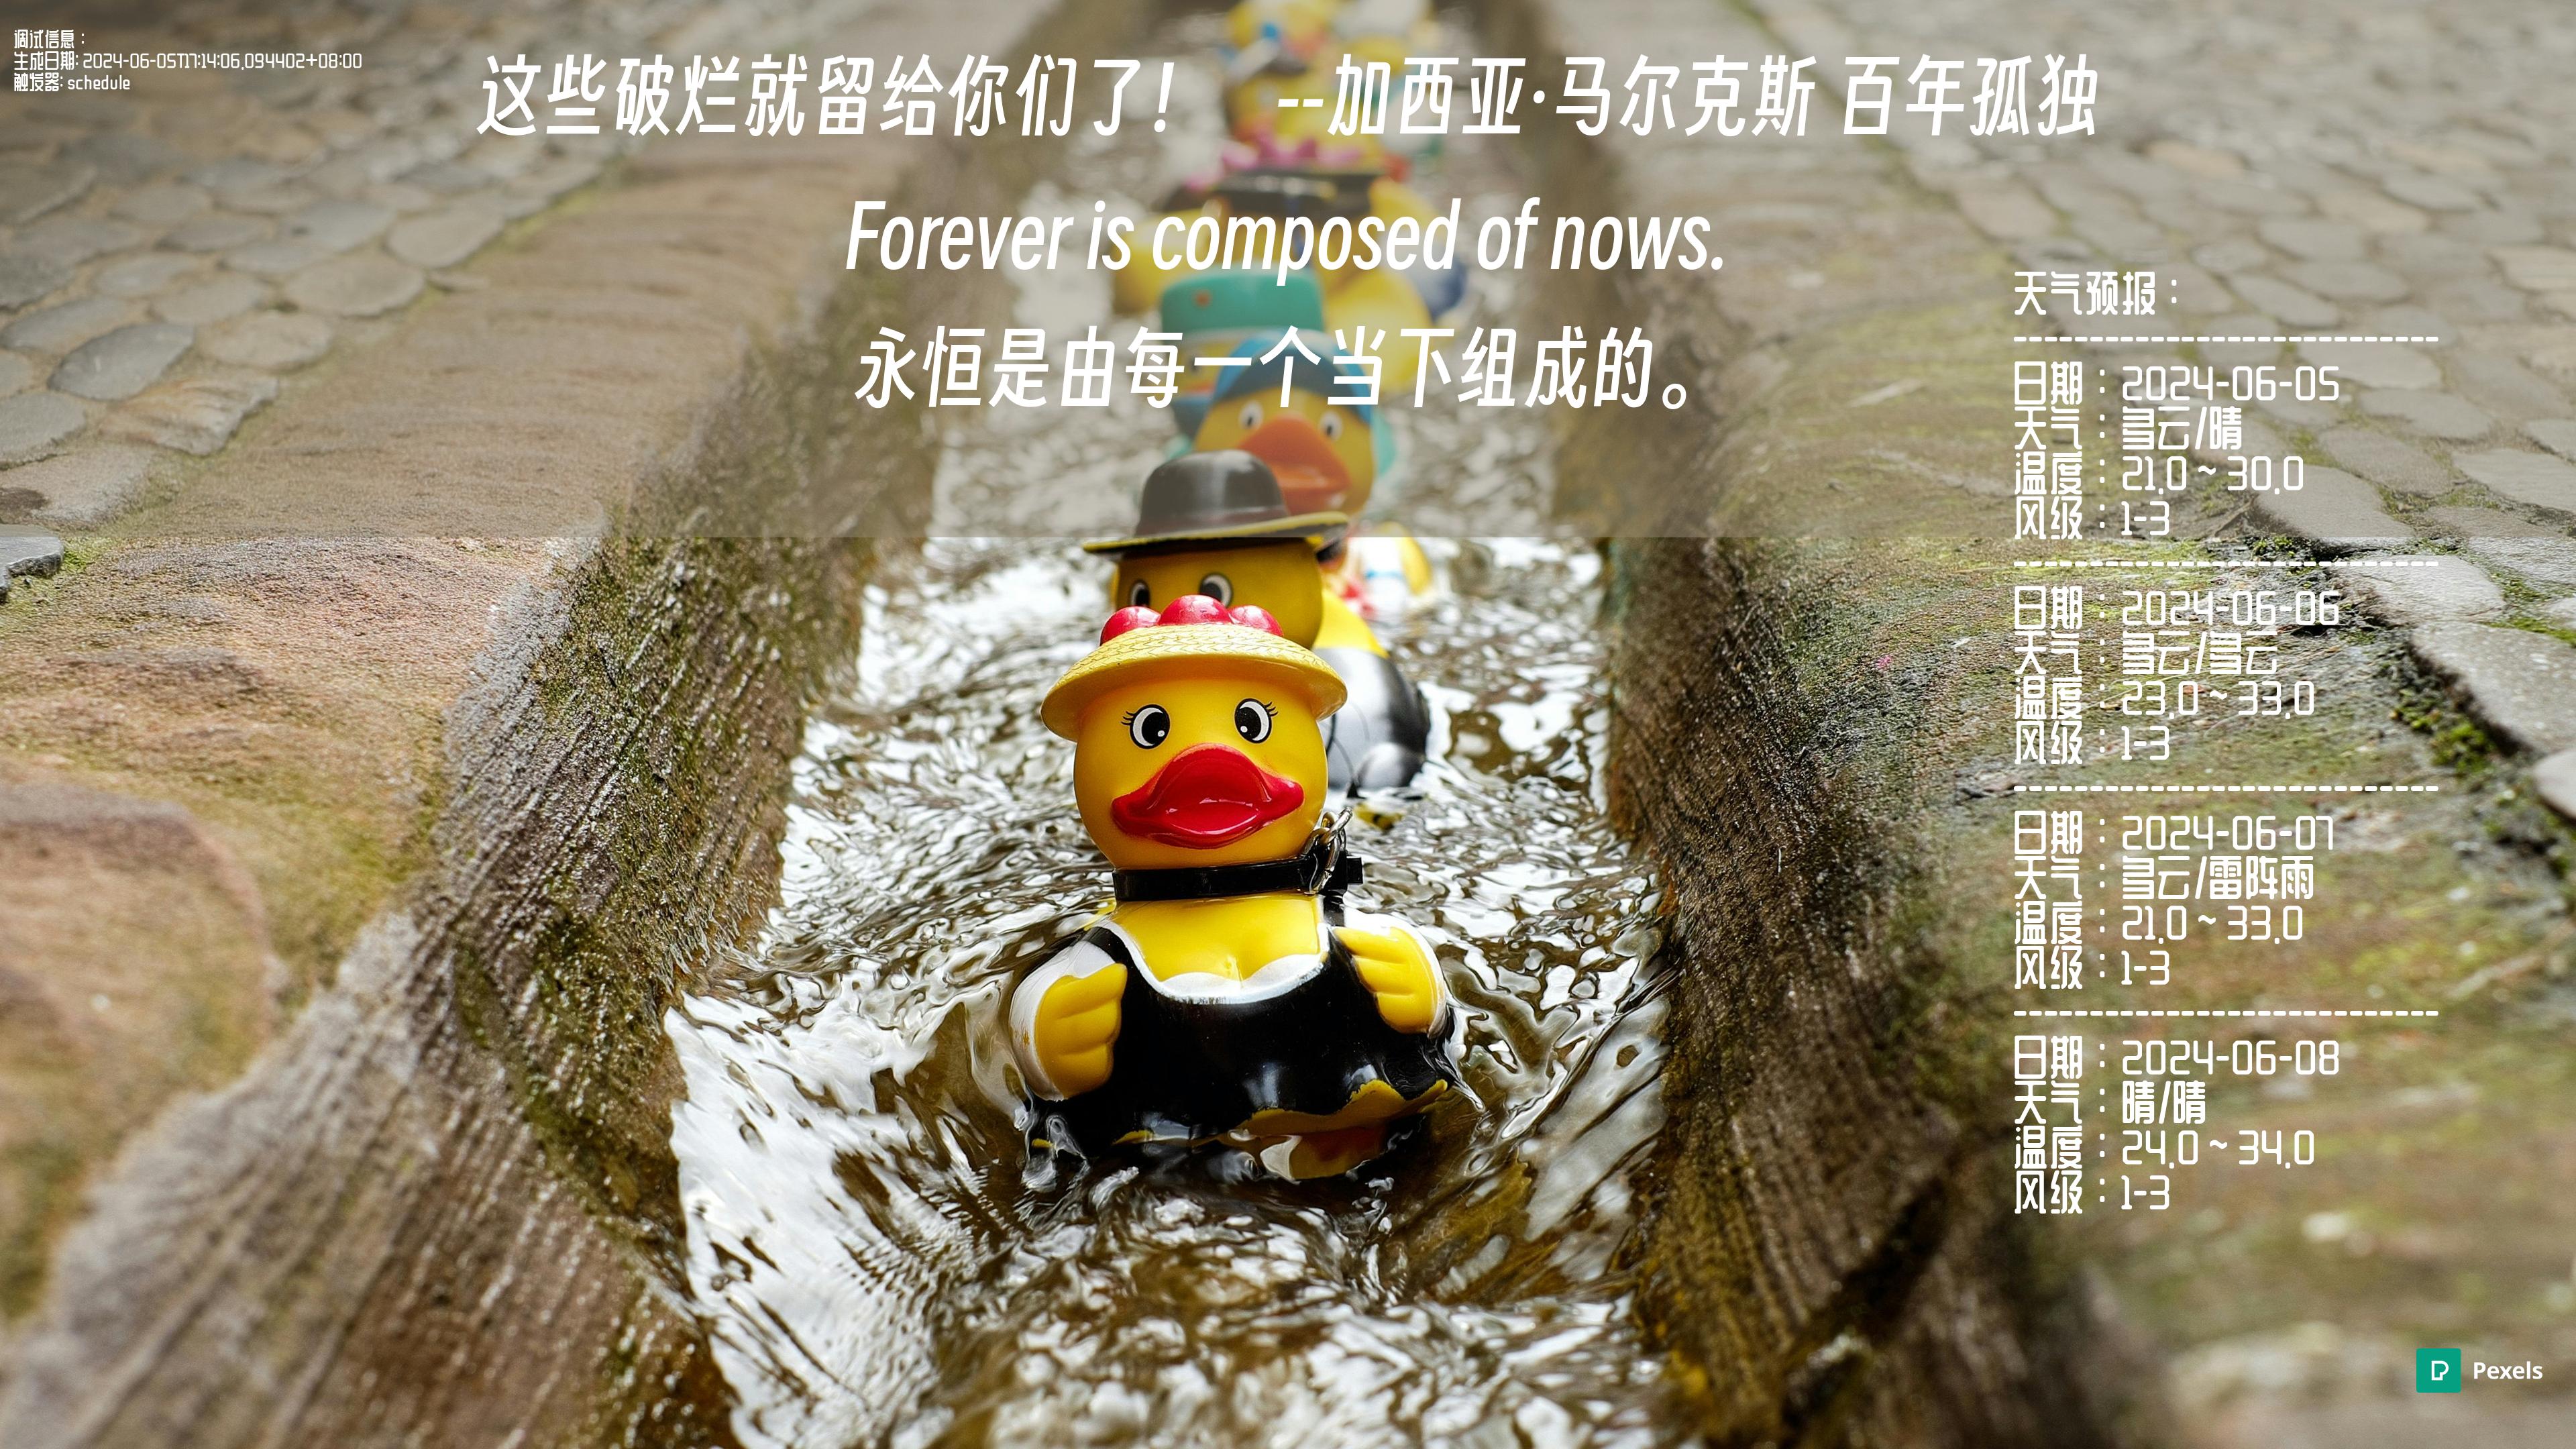 调试信息：
生成日期: 2024-06-05T17:14:06.094402+08:00
触发器: schedule
这些破烂就留给你们了！ --加西亚·马尔克斯 百年孤独
Forever is composed of nows.
永恒是由每一个当下组成的。
天气预报：
------------------------------
日期：2024-06-05
天气：多云/晴
温度：21.0 ~ 30.0
风级：1-3
------------------------------
日期：2024-06-06
天气：多云/多云
温度：23.0 ~ 33.0
风级：1-3
------------------------------
日期：2024-06-07
天气：多云/雷阵雨
温度：21.0 ~ 33.0
风级：1-3
------------------------------
日期：2024-06-08
天气：晴/晴
温度：24.0 ~ 34.0
风级：1-3
Pexels